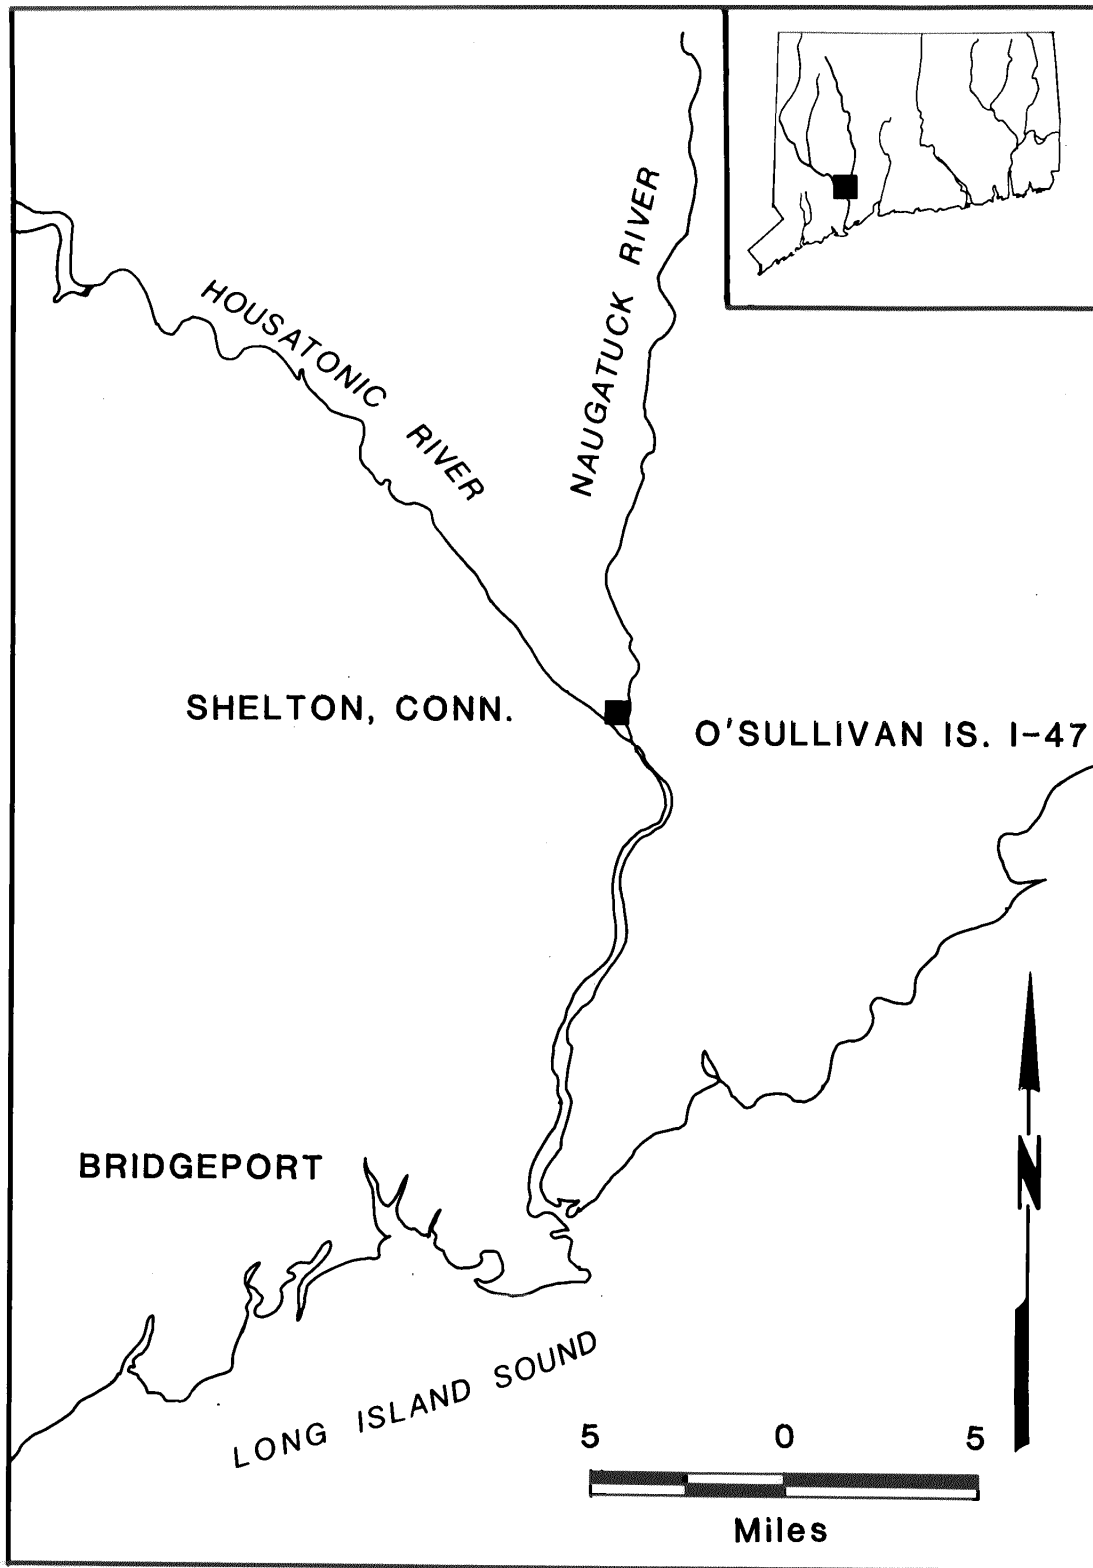 HOUSATONIC RIVER
NAUGATUCK RIVER
SHELTON, CONN.
O'SULLIVAN IS. I-47
BRIDGEPORT
N
LONG ISLAND SOUND
5 0 5
Miles